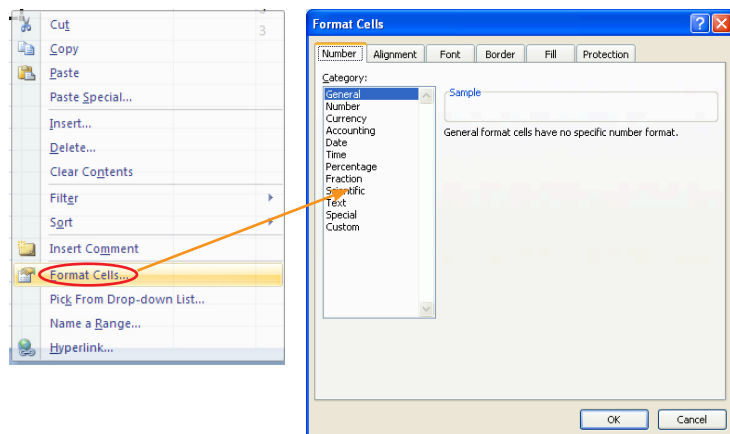 3
Cut
Copy
Paste
Paste Special...
Insert...
Delete...
Clear Contents
Filter
Sort
Insert Comment
Format Cells...
Pick From Drop-down List...
Name a Range...
Hyperlink...
Format Cells
Number Alignment Font Border Fill Protection
Category:
General
Number
Currency
Accounting
Date
Time
Percentage
Fraction
Scientific
Text
Special
Custom
Sample
General format cells have no specific number format.
OK Cancel